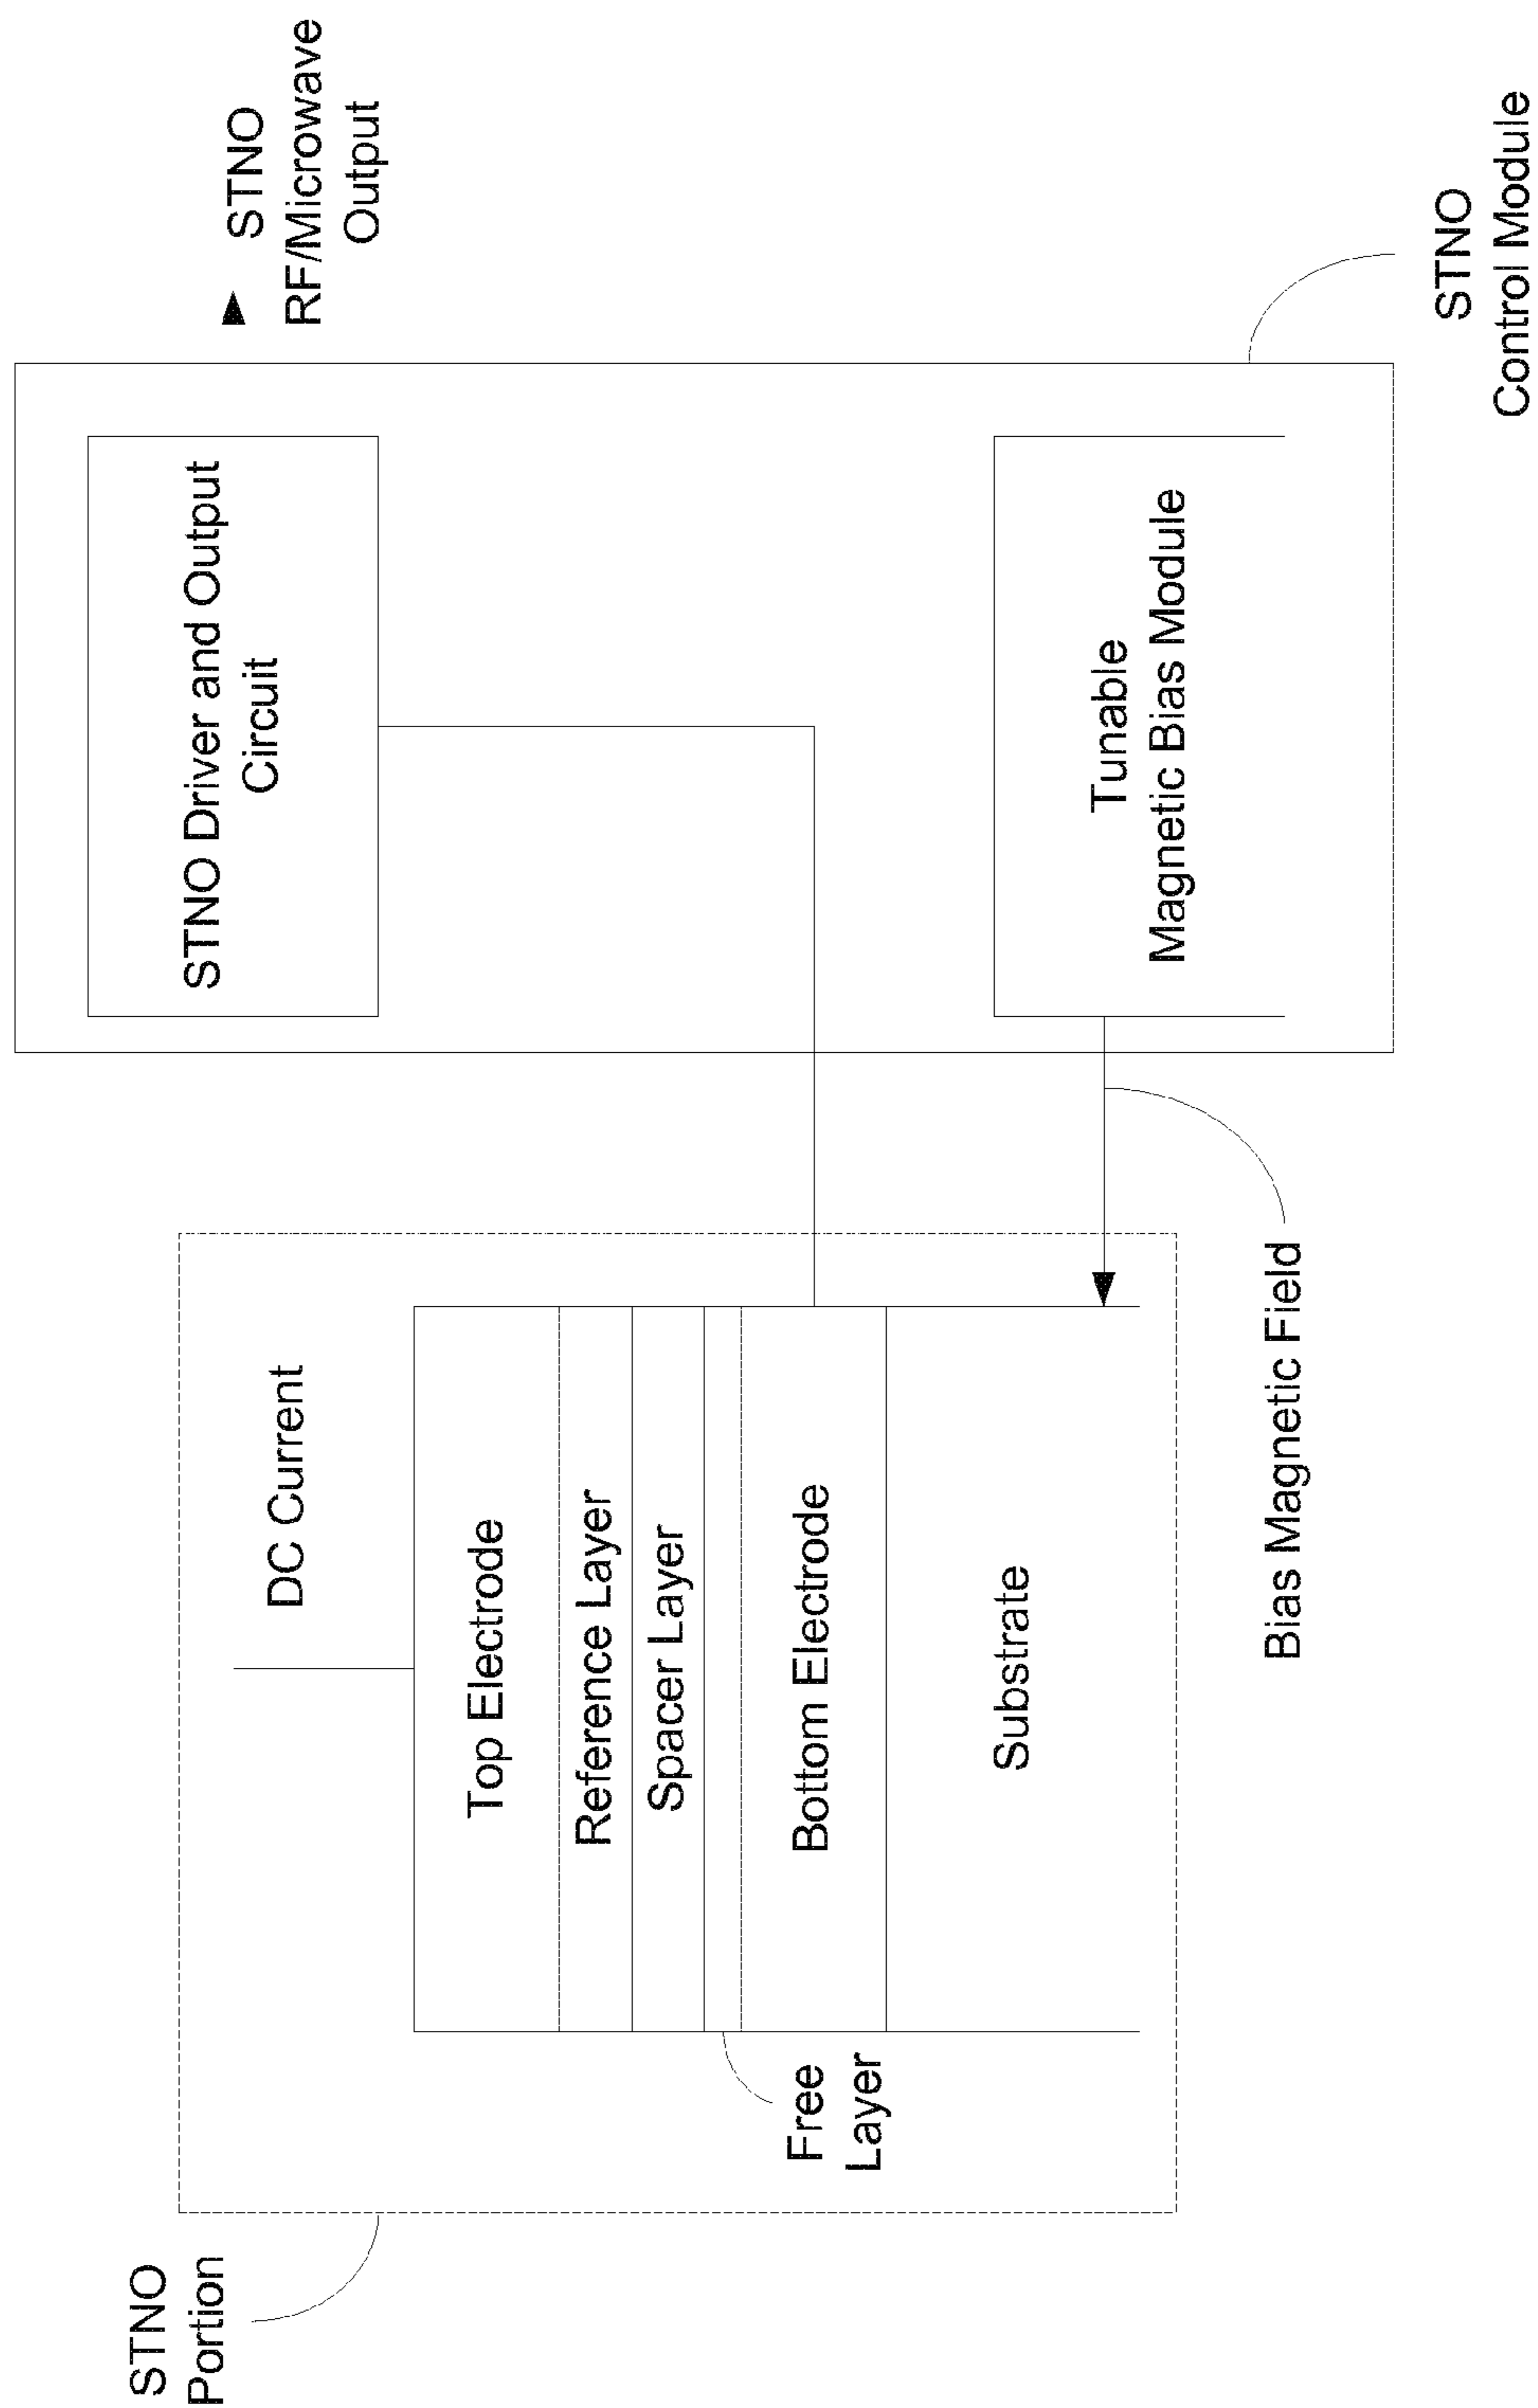 STNO
Portion
DC Current
Top Electrode
Reference Layer
Spacer Layer
Free
Layer
Bottom Electrode
Substrate
Bias Magnetic Field
STNO Driver and Output
Circuit
Tunable
Magnetic Bias Module
STNO
RF/Microwave
Output
STNO
Control Module